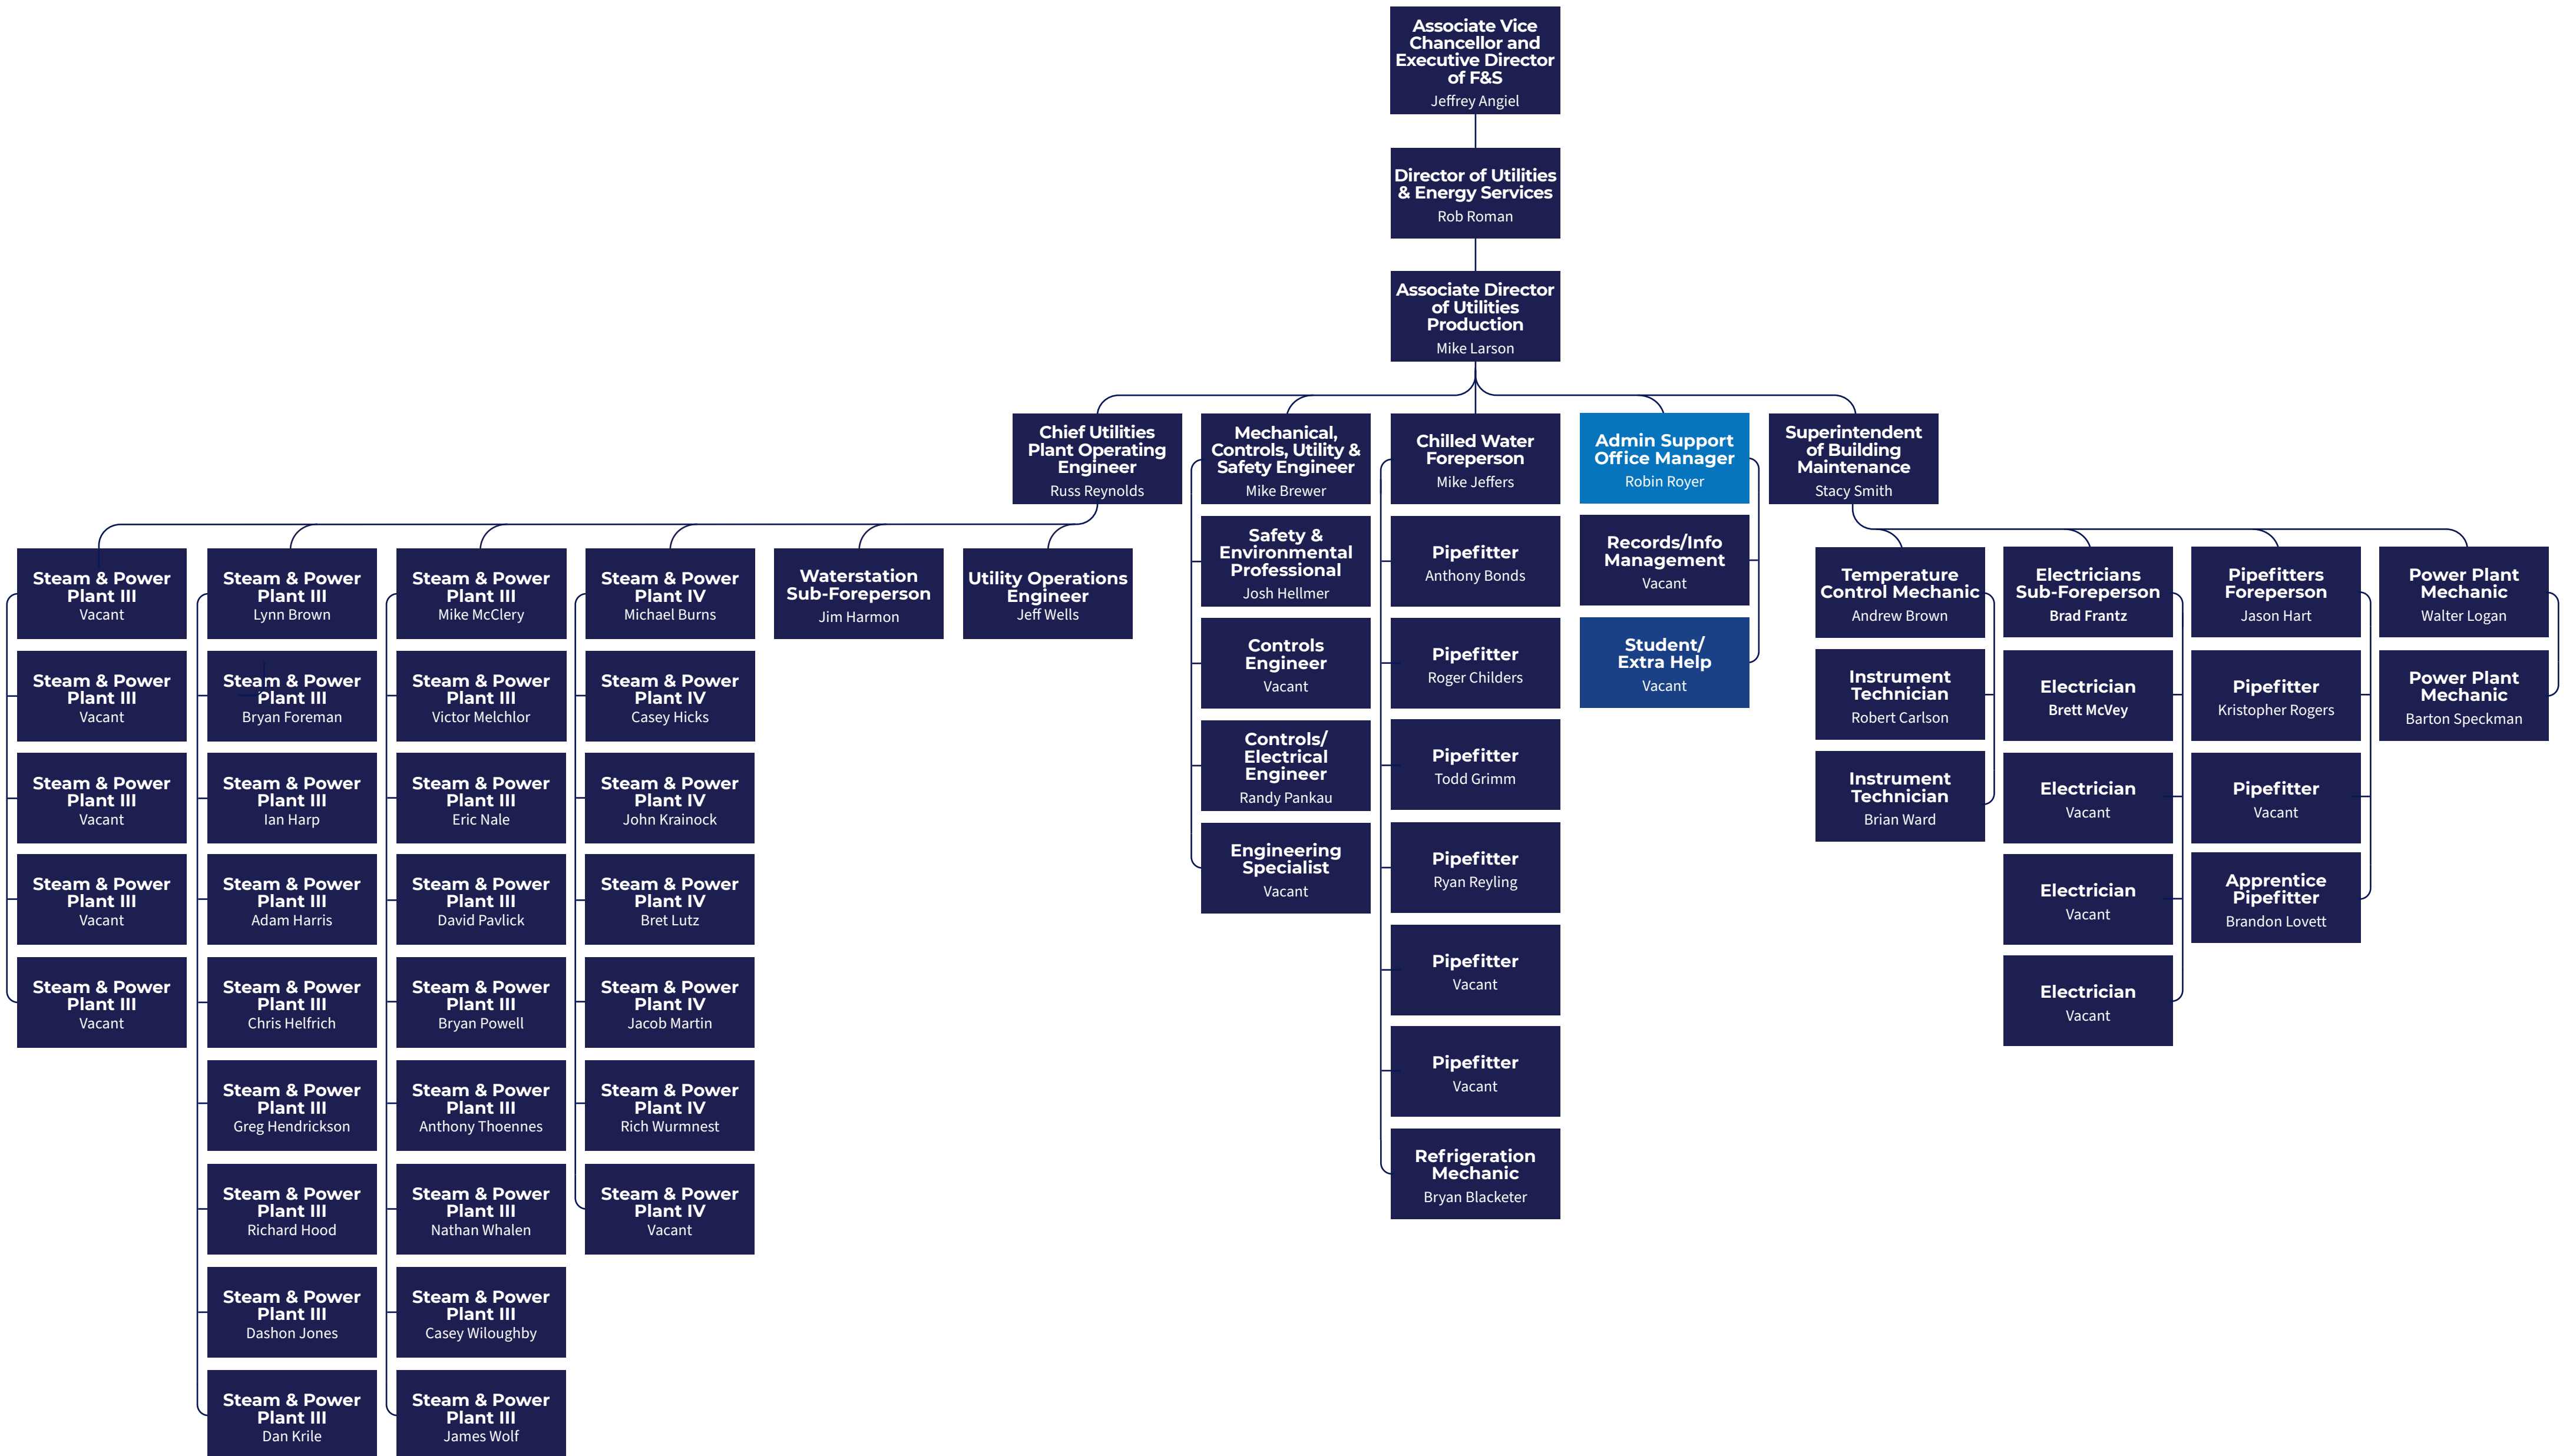 Associate Vice
Chancellor and
Executive Director
of F&S
Jeffrey Angiel
Director of Utilities
& Energy Services
Rob Roman
Associate Director
of Utilities
Production
Mike Larson
Chief Utilities
Plant Operating
Engineer
Russ Reynolds
Mechanical,
Controls, Utility &
Safety Engineer
Mike Brewer
Chilled Water
Foreperson
Mike Jeffers
Admin Support
Office Manager
Robin Royer
Superintendent
of Building
Maintenance
Stacy Smith
Steam & Power
Plant III
Vacant
Steam & Power
Plant III
Vacant
Steam & Power
Plant III
Vacant
Steam & Power
Plant III
Vacant
Steam & Power
Plant III
Vacant
Steam & Power
Plant III
Lynn Brown
Steam & Power
Plant III
Bryan Foreman
Steam & Power
Plant III
Ian Harp
Steam & Power
Plant III
Adam Harris
Steam & Power
Plant III
Chris Helfrich
Steam & Power
Plant III
Greg Hendrickson
Steam & Power
Plant III
Richard Hood
Steam & Power
Plant III
Dashon Jones
Steam & Power
Plant III
Dan Krile
Steam & Power
Plant III
Mike McClery
Steam & Power
Plant III
Victor Melchlor
Steam & Power
Plant III
Eric Nale
Steam & Power
Plant III
David Pavlick
Steam & Power
Plant III
Bryan Powell
Steam & Power
Plant III
Anthony Thoennes
Steam & Power
Plant III
Nathan Whalen
Steam & Power
Plant III
Casey Wiloughby
Steam & Power
Plant III
James Wolf
Steam & Power
Plant IV
Michael Burns
Steam & Power
Plant IV
Casey Hicks
Steam & Power
Plant IV
John Krainock
Steam & Power
Plant IV
Bret Lutz
Steam & Power
Plant IV
Jacob Martin
Steam & Power
Plant IV
Rich Wurmnest
Steam & Power
Plant IV
Vacant
Waterstation
Sub-Foreperson
Jim Harmon
Utility Operations
Engineer
Jeff Wells
Safety &
Environmental
Professional
Josh Hellmer
Controls
Engineer
Vacant
Controls/
Electrical
Engineer
Randy Pankau
Engineering
Specialist
Vacant
Pipefitter
Anthony Bonds
Pipefitter
Roger Childers
Pipefitter
Todd Grimm
Pipefitter
Ryan Reyling
Pipefitter
Vacant
Pipefitter
Vacant
Refrigeration
Mechanic
Bryan Blacketer
Records/Info
Management
Vacant
Student/
Extra Help
Vacant
Temperature
Control Mechanic
Andrew Brown
Instrument
Technician
Robert Carlson
Instrument
Technician
Brian Ward
Electricians
Sub-Foreperson
Brad Frantz
Electrician
Brett McVey
Electrician
Vacant
Electrician
Vacant
Electrician
Vacant
Pipefitters
Foreperson
Jason Hart
Pipefitter
Kristopher Rogers
Pipefitter
Vacant
Apprentice
Pipefitter
Brandon Lovett
Power Plant
Mechanic
Walter Logan
Power Plant
Mechanic
Barton Speckman